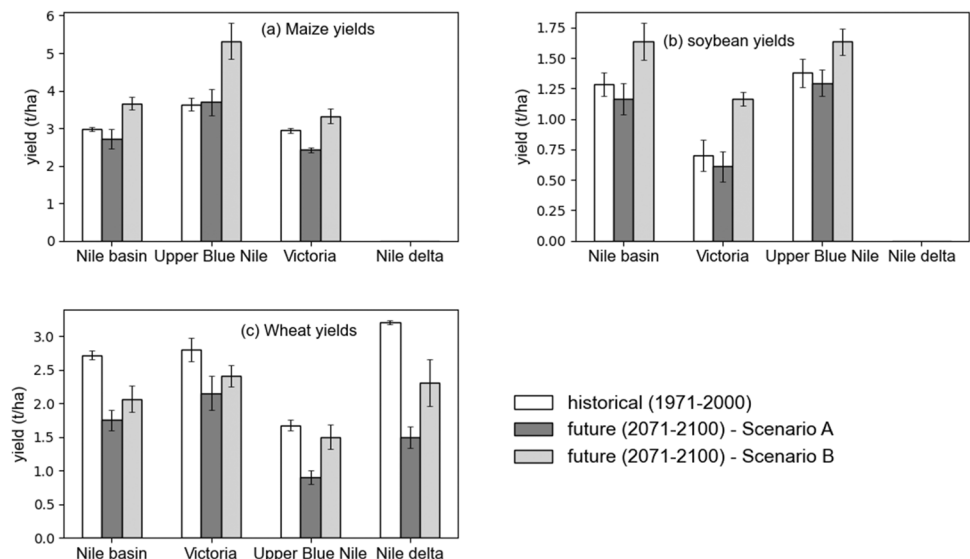 (a) Maize yields
yield (t/ha)
6
5
4
3
2
1
0
Nile basin Upper Blue Nile Victoria Nile delta
(b) soybean yields
yield (t/ha)
1.75
1.50
1.25
1.00
0.75
0.50
0.25
0.00
Nile basin Victoria Upper Blue Nile Nile delta
(c) Wheat yields
yield (t/ha)
3.0
2.5
2.0
1.5
1.0
0.5
0.0
Nile basin Victoria Upper Blue Nile Nile delta
historical (1971-2000)
future (2071-2100) - Scenario A
future (2071-2100) - Scenario B